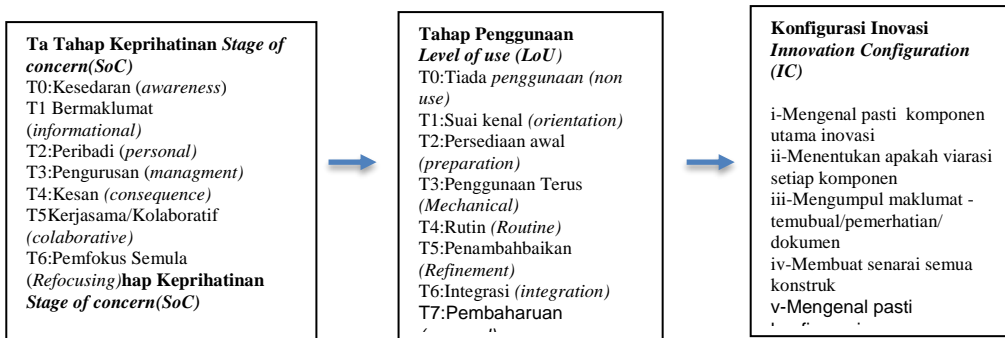 Ta Tahap Keprihatinan Stage of
concern(SoC)
T0:Kesedaran (awareness)
T1 Bermaklumat
(informational)
T2:Peribadi (personal)
T3:Pengurusan (managment)
T4:Kesan (consequence)
T5Kerjasama/Kolaboratif
(colaborative)
T6:Pemfokus Semula
(Refocusing)hap Keprihatinan
Stage of concern(SoC)
Tahap Penggunaan
Level of use (LoU)
T0:Tiada penggunaan (non
use)
T1:Suai kenal (orientation)
T2:Persediaan awal
(preparation)
T3:Penggunaan Terus
(Mechanical)
T4:Rutin (Routine)
T5:Penambahbaikan
(Refinement)
T6:Integrasi (integration)
T7:Pembaharuan
Konfigurasi Inovasi
Innovation Configuration
(IC)
i-Mengenal pasti komponen
utama inovasi
ii-Menentukan apakah viarasi
setiap komponen
iii-Mengumpul maklumat -
temubual/pemerhatian/
dokumen
iv-Membuat senarai semua
konstruk
v-Mengenal pasti